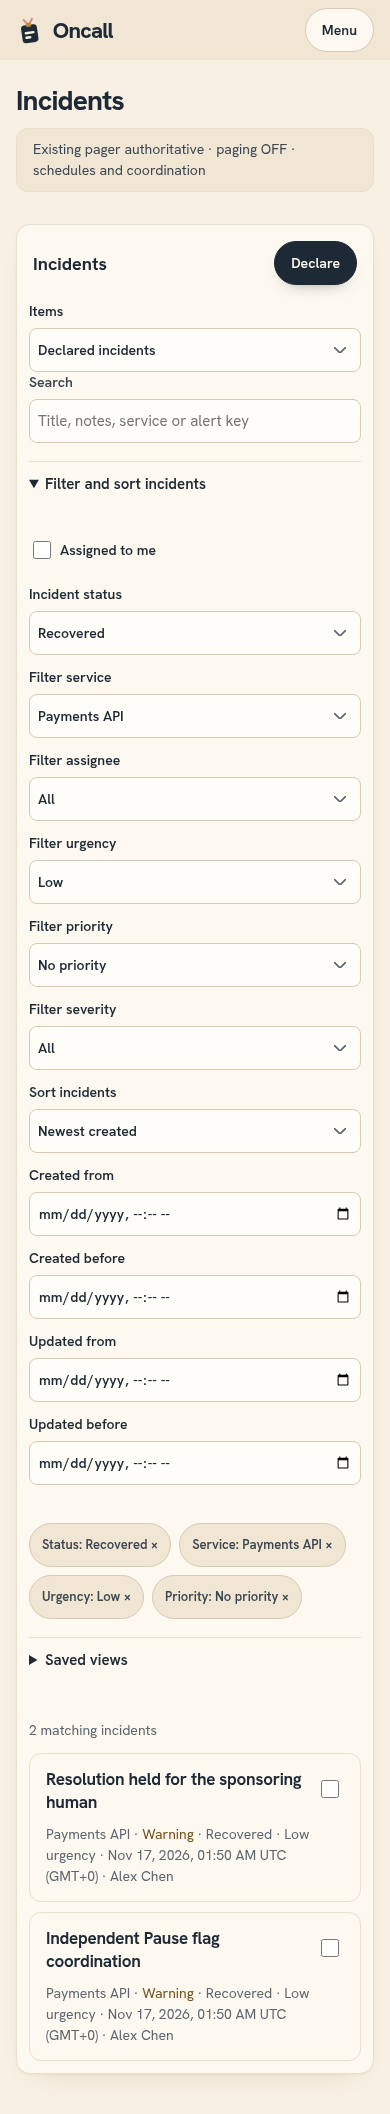 Oncall
Menu
Incidents
Existing pager authoritative · paging OFF ·
schedules and coordination
Incidents
Declare
Items
Declared incidents
Search
Title, notes, service or alert key
▼ Filter and sort incidents
Assigned to me
Incident status
Recovered
Filter service
Payments API
Filter assignee
All
Filter urgency
Low
Filter priority
No priority
Filter severity
All
Sort incidents
Newest created
Created from
mm/dd/yyyy, --:-- --
Created before
mm/dd/yyyy, --:-- --
Updated from
mm/dd/yyyy, --:-- --
Updated before
mm/dd/yyyy, --:-- --
Status: Recovered × Service: Payments API ×
Urgency: Low × Priority: No priority ×
▶ Saved views
2 matching incidents
Resolution held for the sponsoring
human
Payments API · Warning · Recovered · Low
urgency · Nov 17, 2026, 01:50 AM UTC
(GMT+0) · Alex Chen
Independent Pause flag
coordination
Payments API · Warning · Recovered · Low
urgency · Nov 17, 2026, 01:50 AM UTC
(GMT+0) · Alex Chen